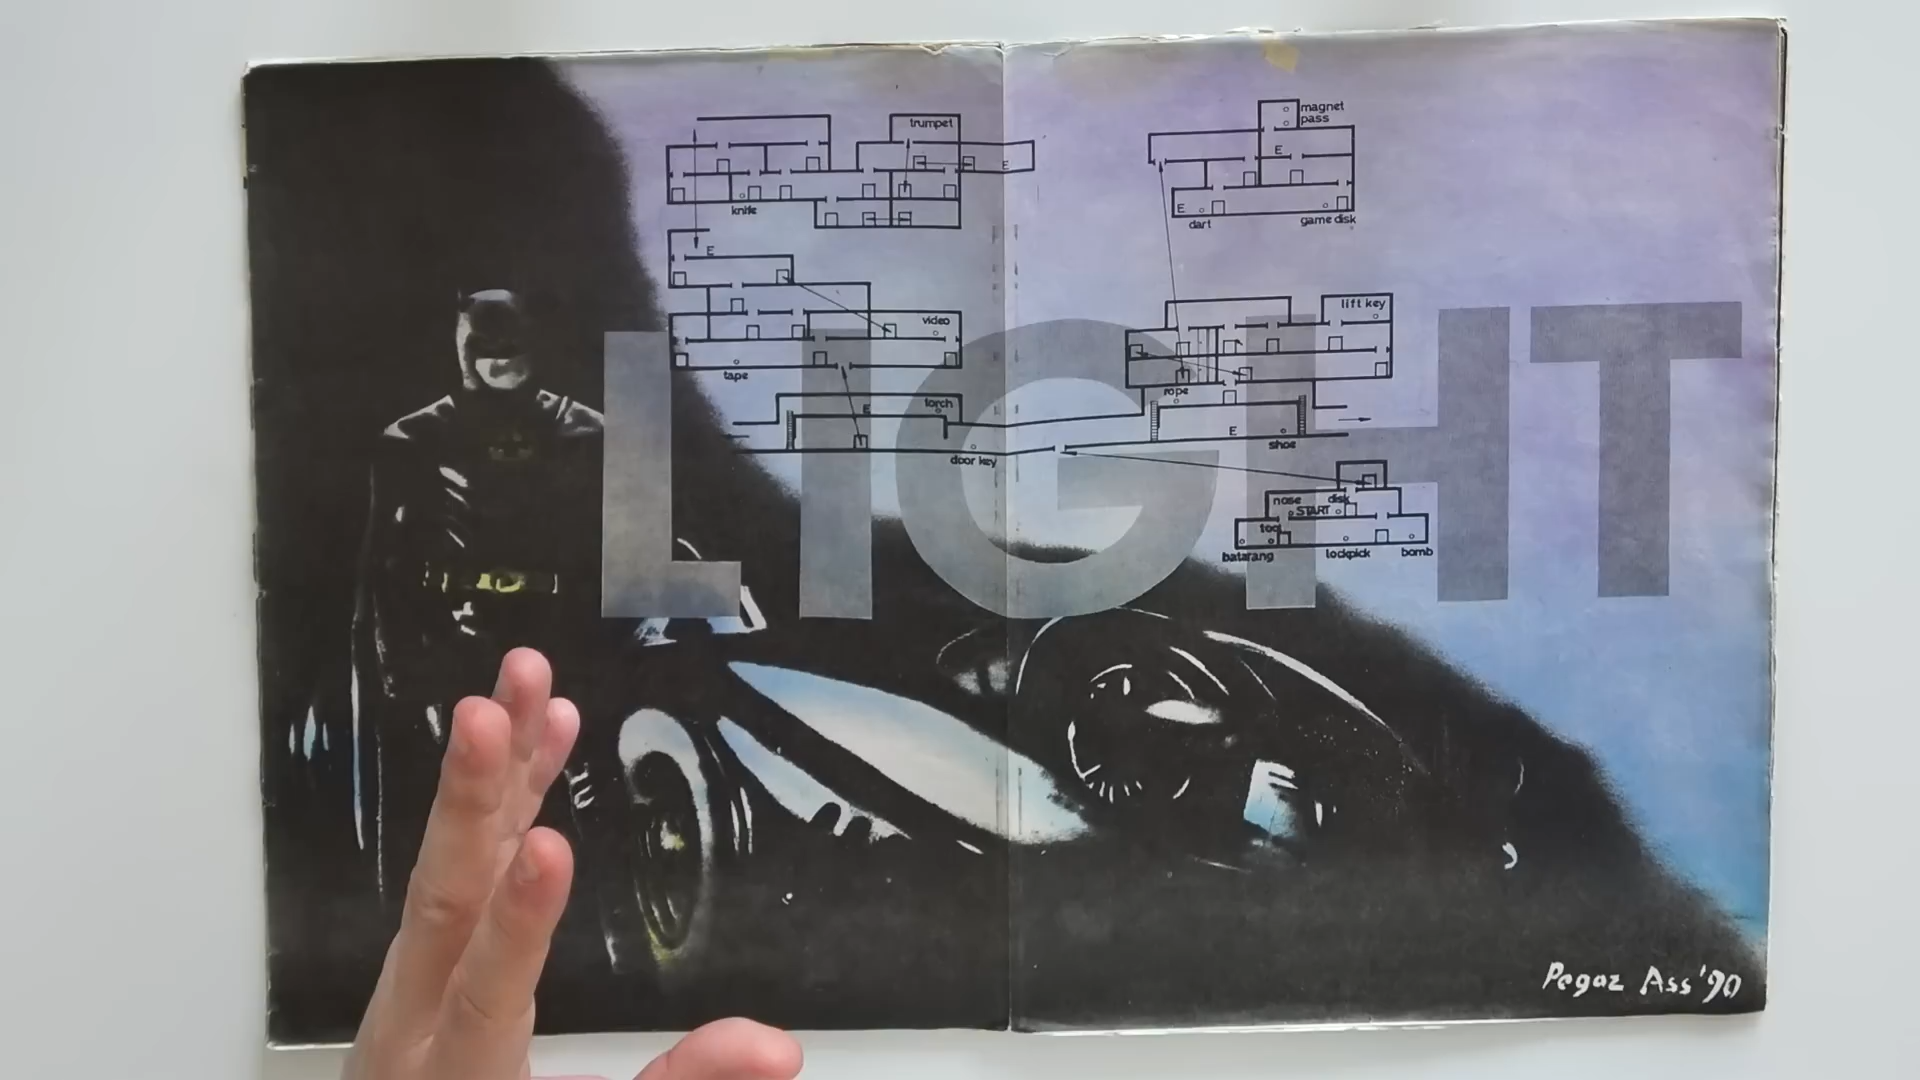 trumpet
E
knife
E
video
tape
torch
E
door key
magnet
pass
E
E
dart
game disk
lift key
rope
E
shoe
nose
disk
START
tool
batarang
lockpick
bomb
LIGHT
Pegaz Ass '90